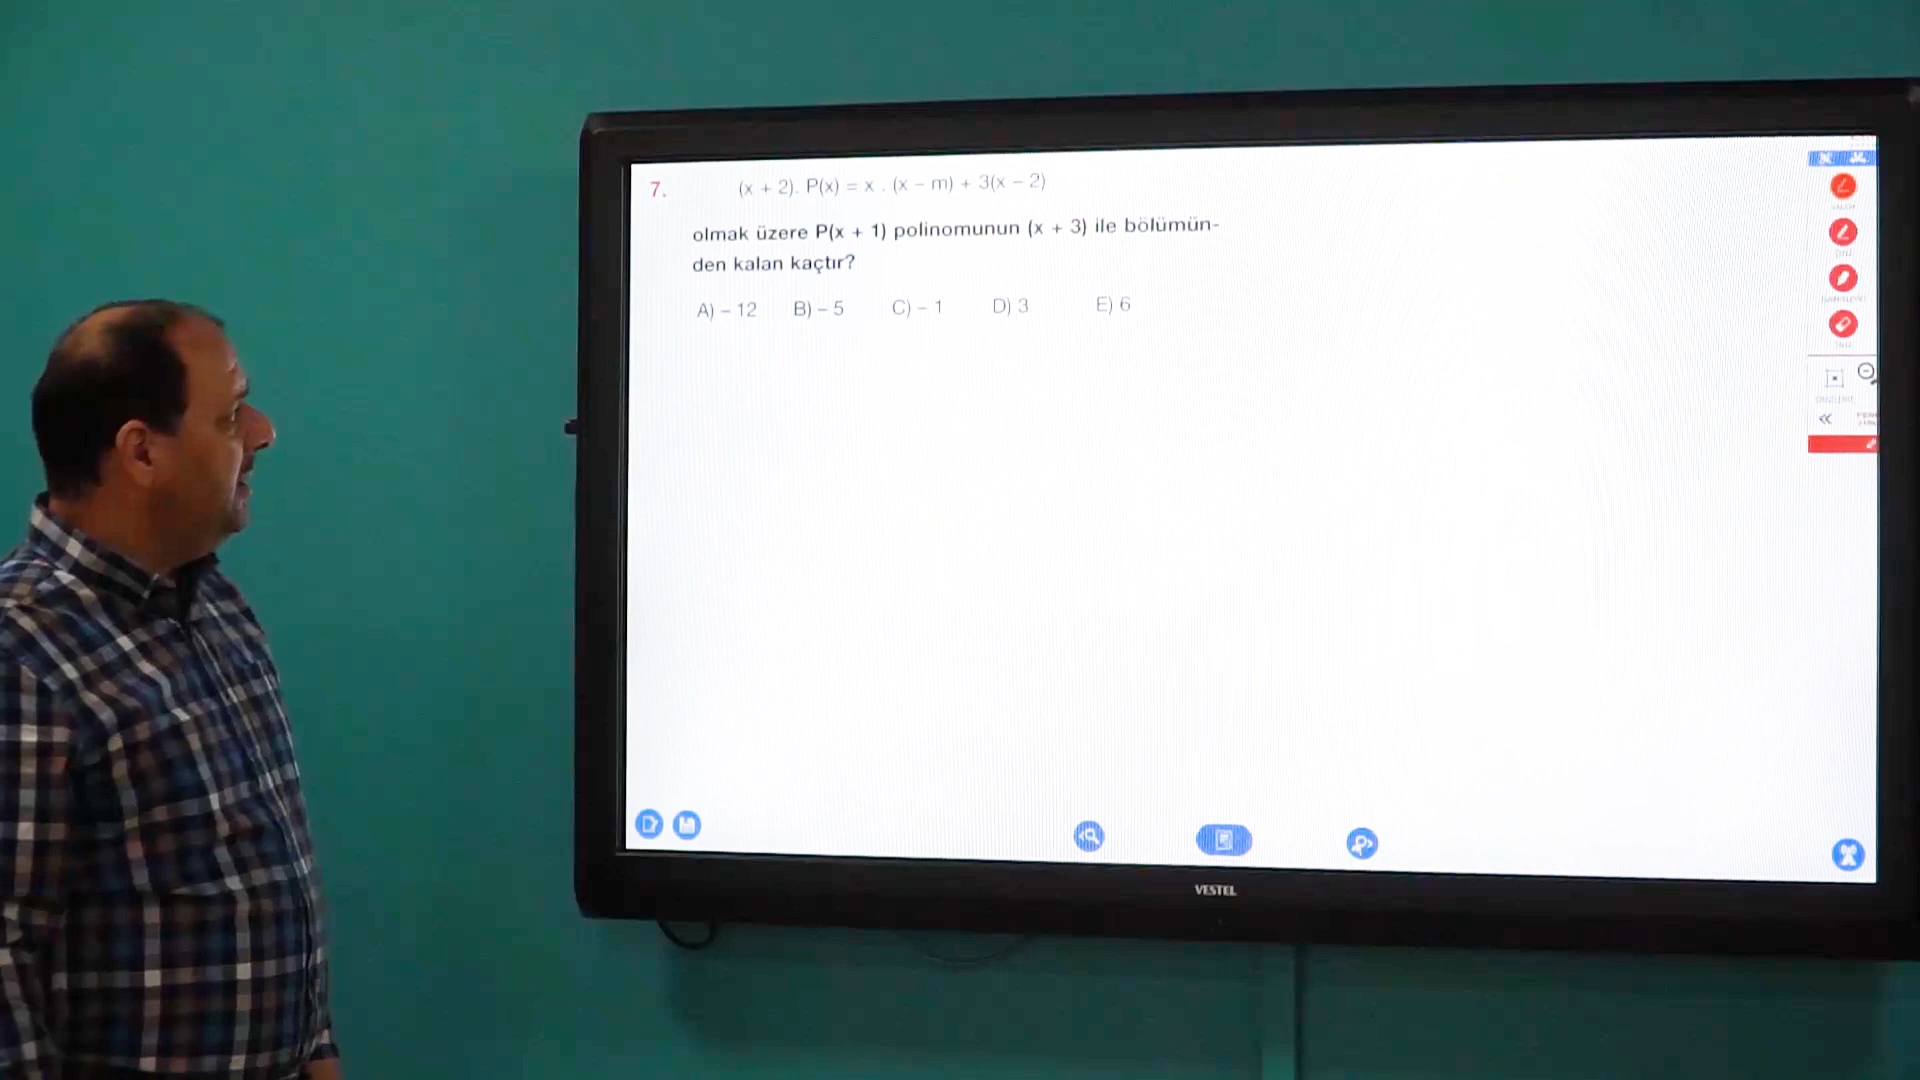 7. (x + 2). P(x) = x . (x − m) + 3(x − 2)
olmak üzere P(x + 1) polinomunun (x + 3) ile bölümün-
den kalan kaçtır?
A) − 12 B) − 5 C) − 1 D) 3 E) 6
VESTEL